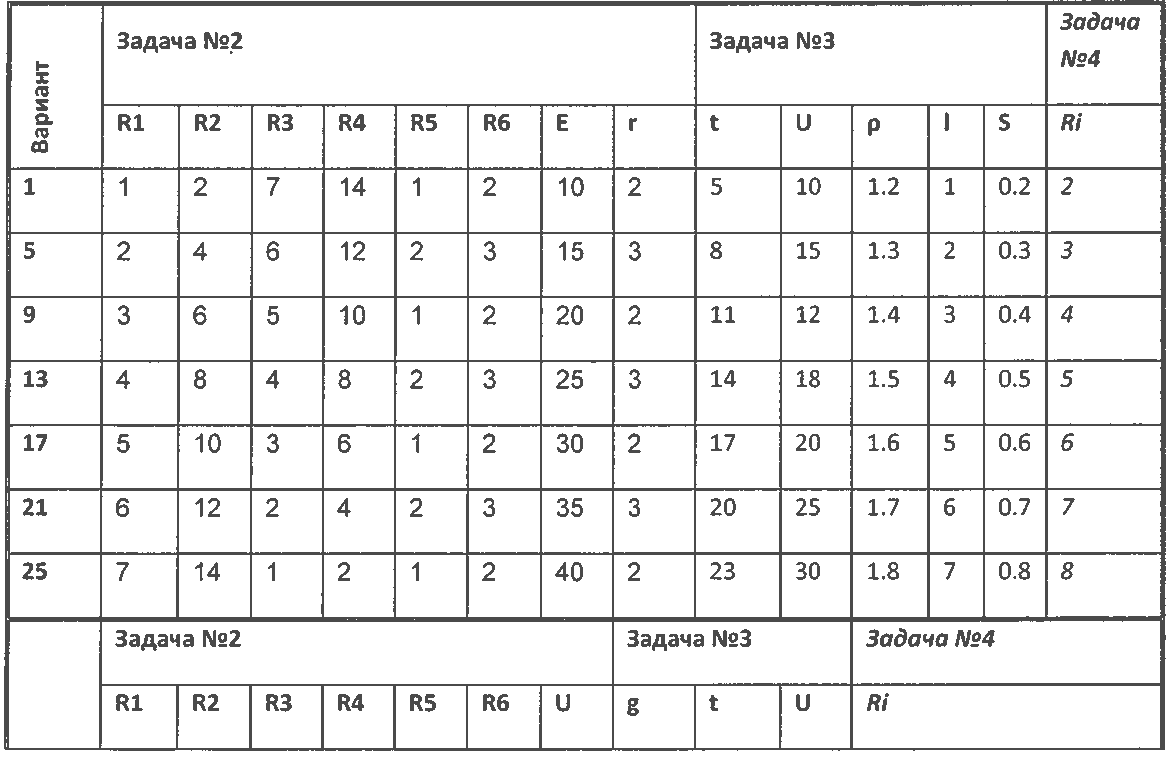 Вариант Задача №2 Задача №3 Задача №4
R1 R2 R3 R4 R5 R6 E r t U ρ l S Ri
1 1 2 7 14 1 2 10 2 5 10 1.2 1 0.2 2
5 2 4 6 12 2 3 15 3 8 15 1.3 2 0.3 3
9 3 6 5 10 1 2 20 2 11 12 1.4 3 0.4 4
13 4 8 4 8 2 3 25 3 14 18 1.5 4 0.5 5
17 5 10 3 6 1 2 30 2 17 20 1.6 5 0.6 6
21 6 12 2 4 2 3 35 3 20 25 1.7 6 0.7 7
25 7 14 1 2 1 2 40 2 23 30 1.8 7 0.8 8
Задача №2 Задача №3 Задача №4
R1 R2 R3 R4 R5 R6 U g t U Ri